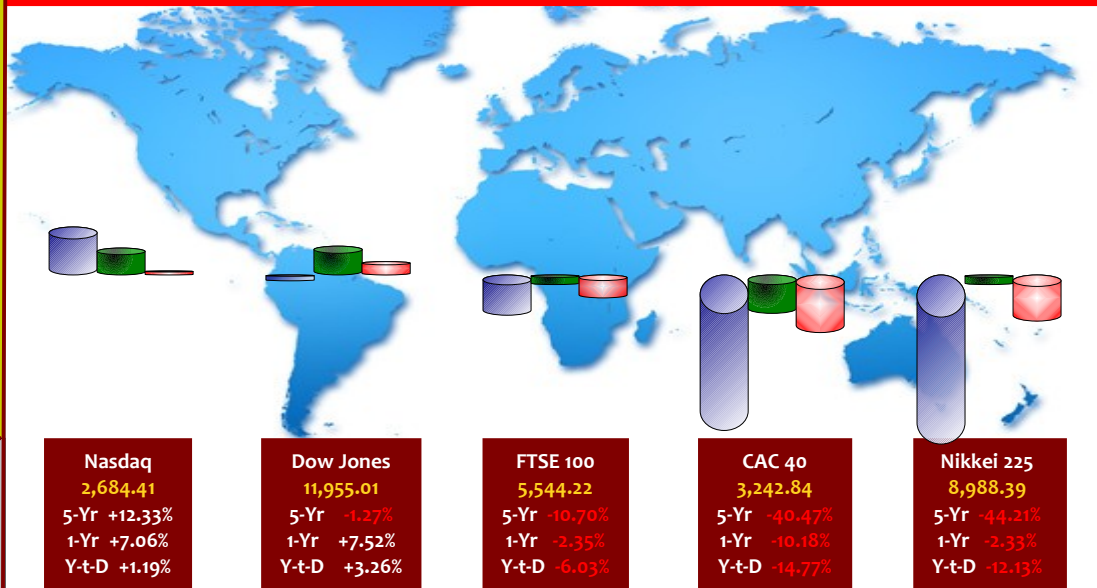 Nasdaq
2,684.41
5-Yr +12.33%
1-Yr +7.06%
Y-t-D +1.19%
Dow Jones
11,955.01
5-Yr -1.27%
1-Yr +7.52%
Y-t-D +3.26%
FTSE 100
5,544.22
5-Yr -10.70%
1-Yr -2.35%
Y-t-D -6.03%
CAC 40
3,242.84
5-Yr -40.47%
1-Yr -10.18%
Y-t-D -14.77%
Nikkei 225
8,988.39
5-Yr -44.21%
1-Yr -2.33%
Y-t-D -12.13%